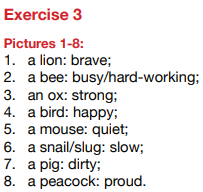 Exercise 3
Pictures 1-8:
1. a lion: brave;
2. a bee: busy/hard-working;
3. an ox: strong;
4. a bird: happy;
5. a mouse: quiet;
6. a snail/slug: slow;
7. a pig: dirty;
8. a peacock: proud.